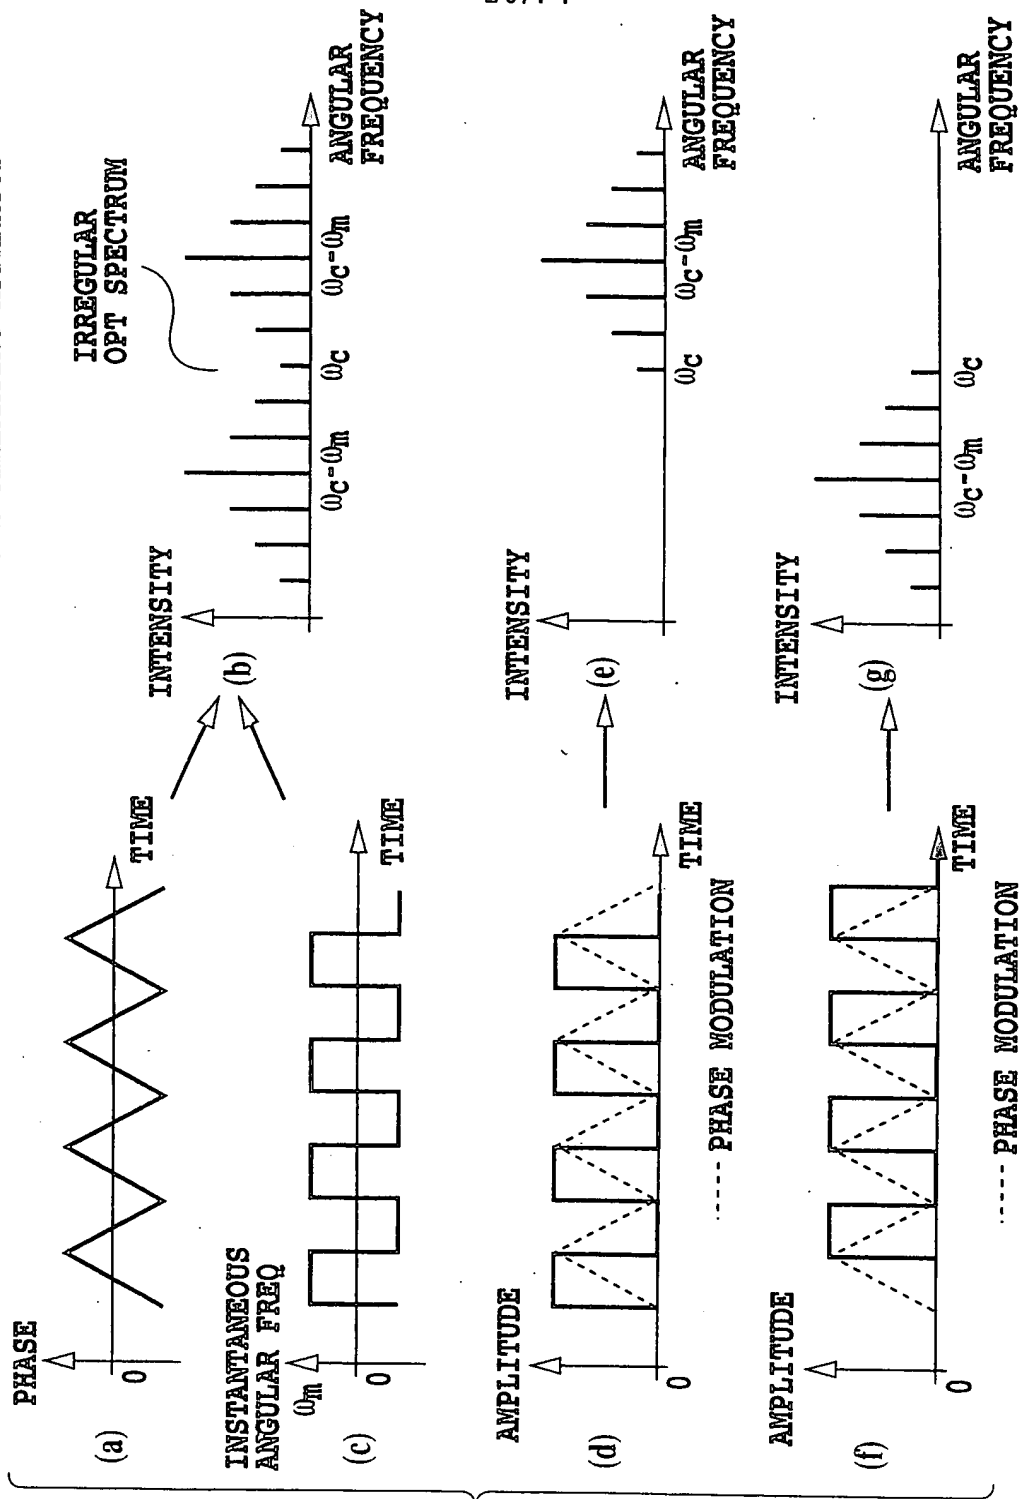 PHASE
0
TIME
(a)
INTENSITY
(b)
IRREGULAR
OPT SPECTRUM
ωc-ωm
ωc
ωc-ωm
ANGULAR
FREQUENCY
INSTANTANEOUS
ANGULAR FREQ
ωm
0
TIME
(c)
AMPLITUDE
0
TIME
(d)
----- PHASE MODULATION
INTENSITY
(e)
ωc
ωc-ωm
ANGULAR
FREQUENCY
AMPLITUDE
0
TIME
(f)
----- PHASE MODULATION
INTENSITY
(g)
ωc-ωm
ωc
ANGULAR
FREQUENCY